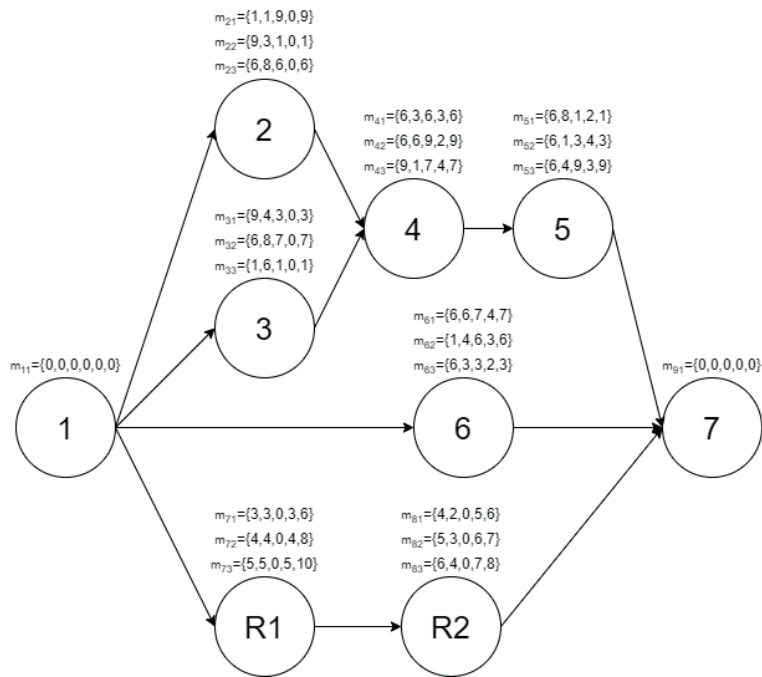 m21={1,1,9,0,9}
m22={9,3,1,0,1}
m23={6,8,6,0,6}
2
m41={6,3,6,3,6}
m42={6,6,9,2,9}
m43={9,1,7,4,7}
4
m51={6,8,1,2,1}
m52={6,1,3,4,3}
m53={6,4,9,3,9}
5
m31={9,4,3,0,3}
m32={6,8,7,0,7}
m33={1,6,1,0,1}
3
m11={0,0,0,0,0,0}
1
m61={6,6,7,4,7}
m62={1,4,6,3,6}
m63={6,3,3,2,3}
6
m91={0,0,0,0,0}
7
m71={3,3,0,3,6}
m72={4,4,0,4,8}
m73={5,5,0,5,10}
R1
m81={4,2,0,5,6}
m82={5,3,0,6,7}
m83={6,4,0,7,8}
R2